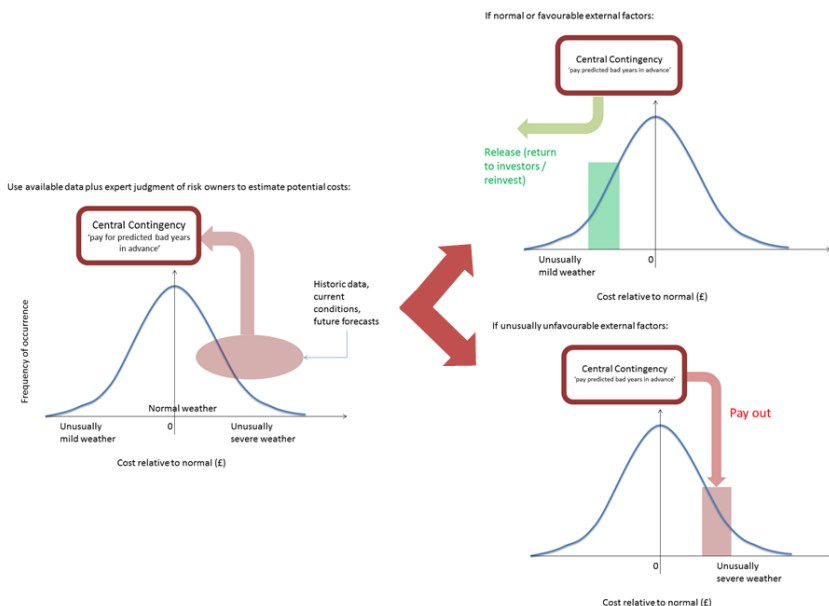 Use available data plus expert judgment of risk owners to estimate potential costs:
Central Contingency
‘pay for predicted bad years
in advance’
Historic data,
current
conditions,
future forecasts
Frequency of occurrence
Normal weather
0
Unusually
mild weather
Unusually
severe weather
Cost relative to normal (£)
If normal or favourable external factors:
Central Contingency
‘pay predicted bad years in advance’
Release (return
to investors /
reinvest)
Unusually
mild weather
0
Cost relative to normal (£)
If unusually unfavourable external factors:
Central Contingency
‘pay predicted bad years in advance’
Pay out
0
Unusually
severe weather
Cost relative to normal (£)